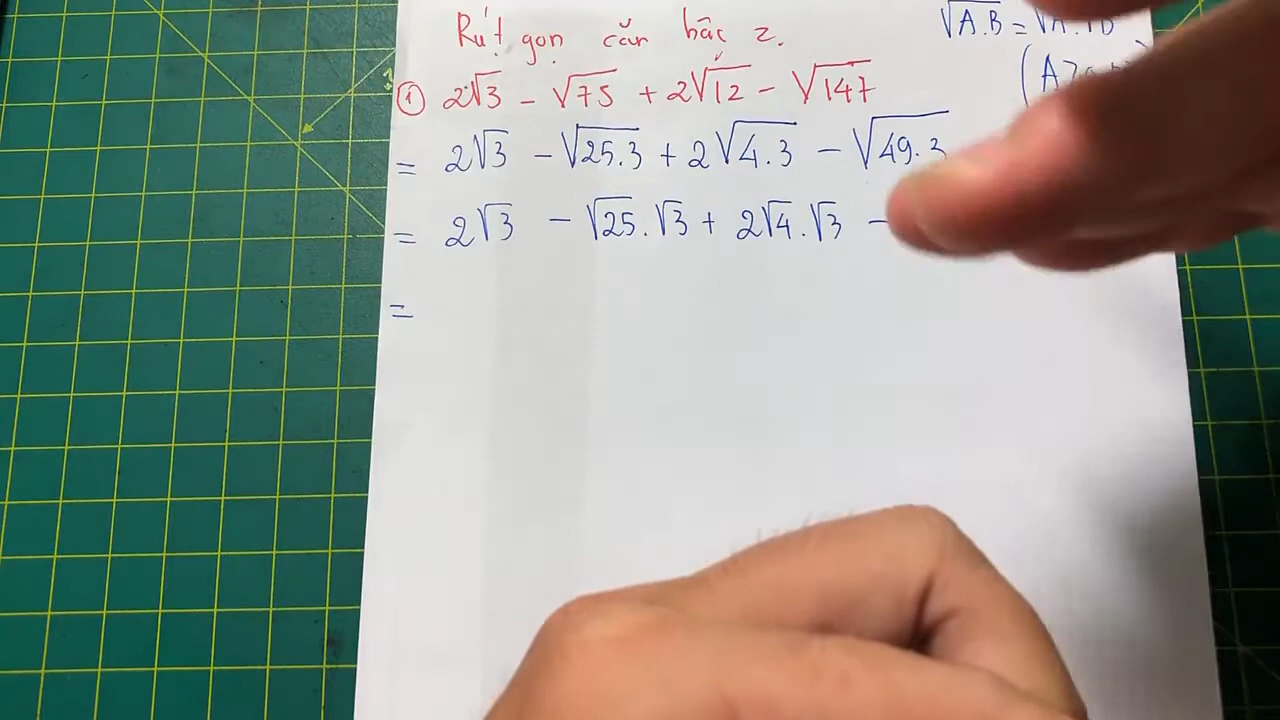 Rút gọn căn bậc 2.
√A.B = √A.
(A
① 2√3 - √75 + 2√12 - √147
= 2√3 - √25.3 + 2√4.3 - √49.3
= 2√3 - √25.√3 + 2√4.√3 -
=